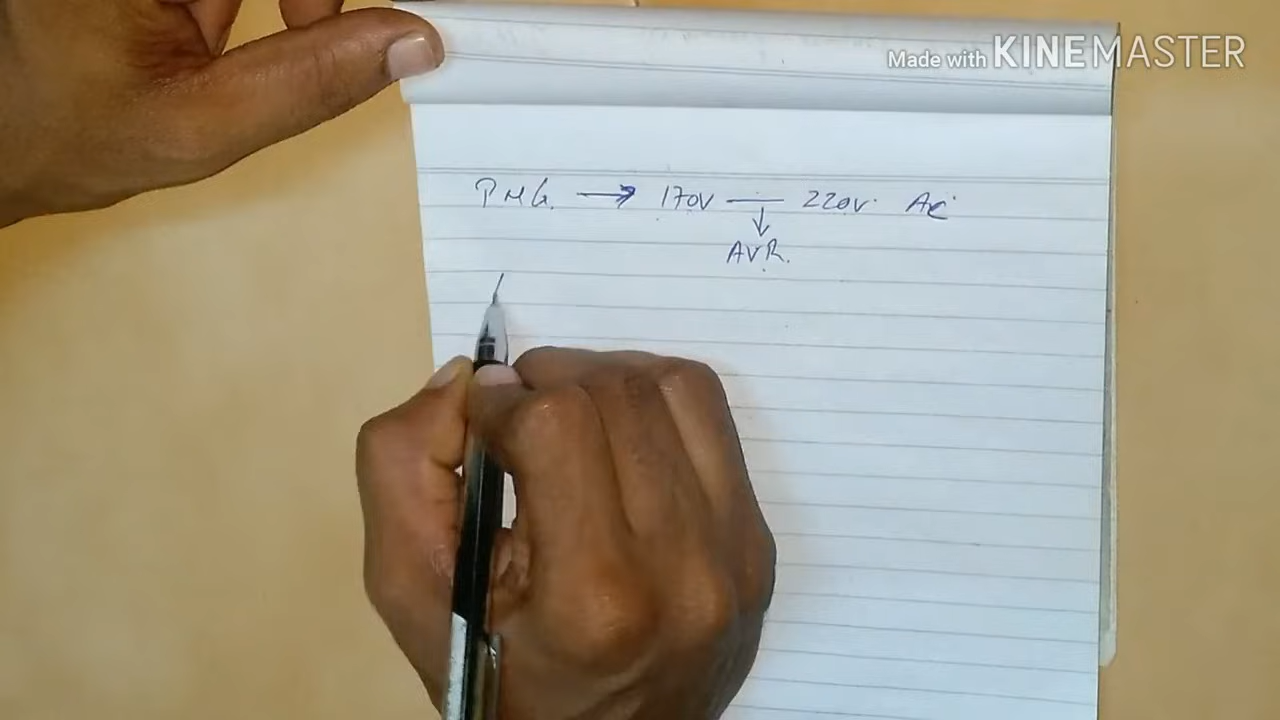 Made with KINEMASTER
PMG. → 170V — 220V AC
↓
AVR.